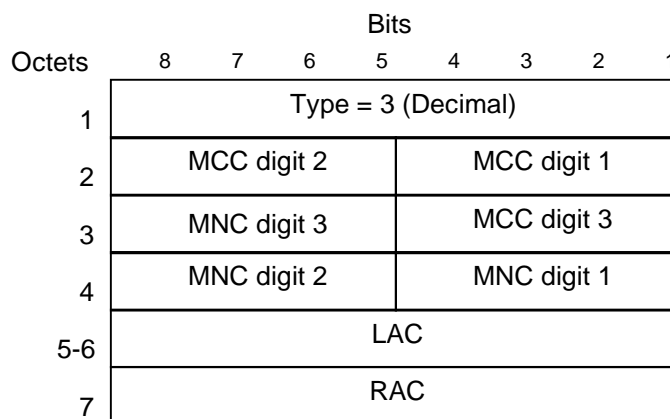 Bits
Octets 8 7 6 5 4 3 2 1
1 Type = 3 (Decimal)
2 MCC digit 2 MCC digit 1
3 MNC digit 3 MCC digit 3
4 MNC digit 2 MNC digit 1
5-6 LAC
7 RAC